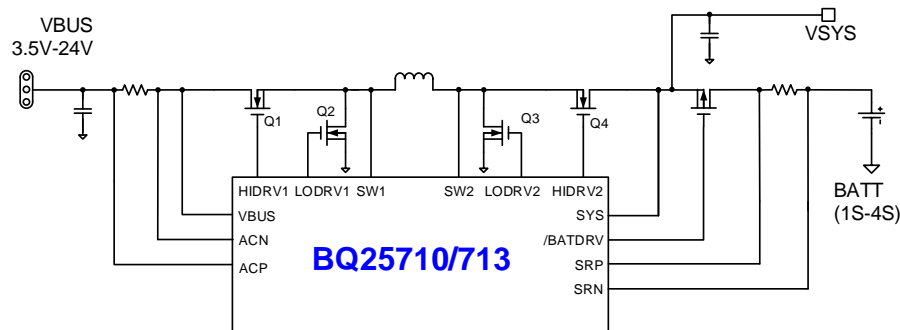 VBUS
3.5V-24V
VSYS
Q1
Q2
Q3
Q4
HIDRV1 LODRV1 SW1 SW2 LODRV2 HIDRV2
VBUS
SYS
ACN
/BATDRV
ACP
SRP
SRN
BQ25710/713
+
-
BATT
(1S-4S)